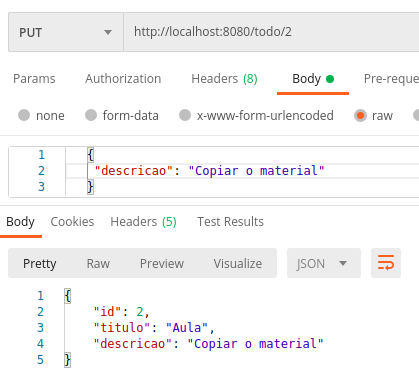 PUT http://localhost:8080/todo/2
Params Authorization Headers (8) Body Pre-reque
none form-data x-www-form-urlencoded raw
1 {
2 "descricao": "Copiar o material"
3 }
Body Cookies Headers (5) Test Results
Pretty Raw Preview Visualize JSON
1 {
2 "id": 2,
3 "titulo": "Aula",
4 "descricao": "Copiar o material"
5 }